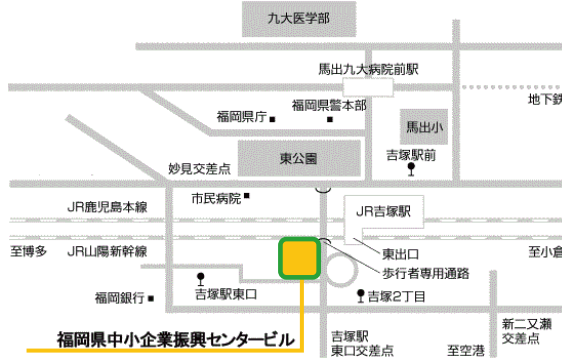 九大医学部
馬出九大病院前駅
地下鉄
福岡県庁
福岡県警本部
馬出小
東公園
吉塚駅前
妙見交差点
市民病院
JR鹿児島本線
JR吉塚駅
至博多
JR山陽新幹線
東出口
至小倉
歩行者専用通路
吉塚駅東口
福岡銀行
吉塚2丁目
福岡県中小企業振興センタービル
吉塚駅
東口交差点
至空港
新二又瀬
交差点